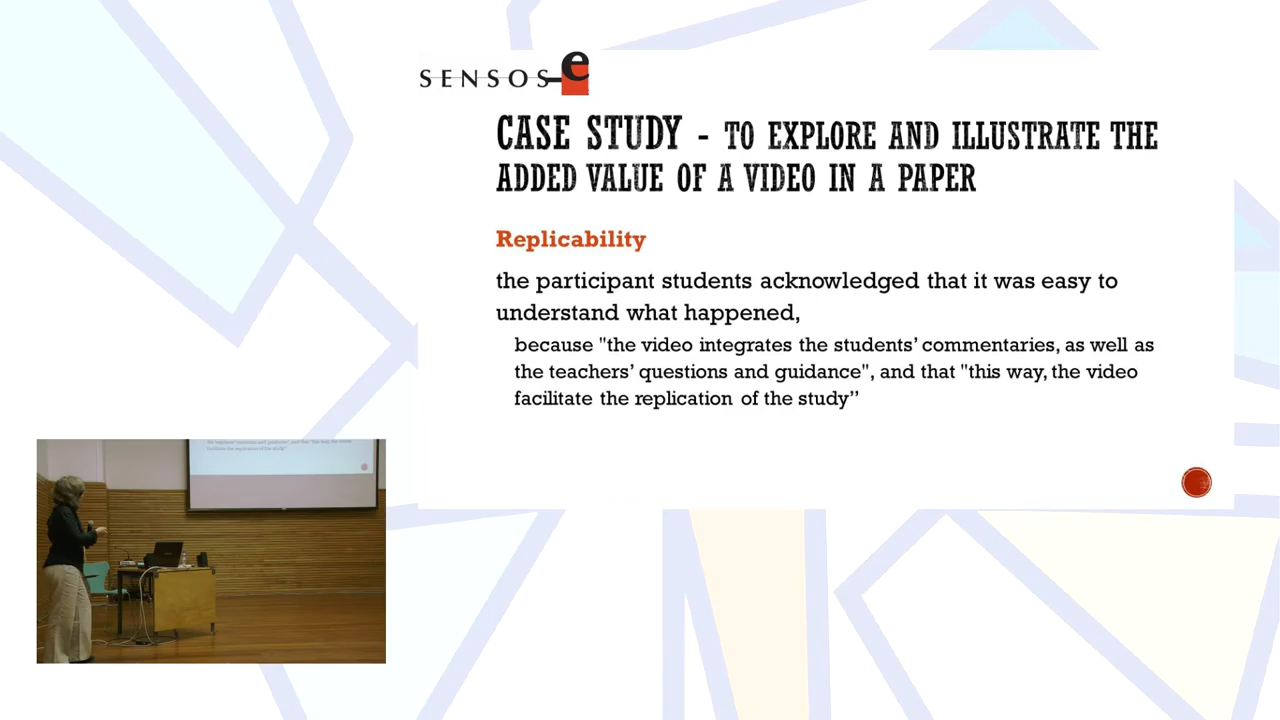 SENSOS-e
CASE STUDY - TO EXPLORE AND ILLUSTRATE THE
ADDED VALUE OF A VIDEO IN A PAPER
Replicability
the participant students acknowledged that it was easy to
understand what happened,
because "the video integrates the students’ commentaries, as well as
the teachers’ questions and guidance", and that "this way, the video
facilitate the replication of the study”